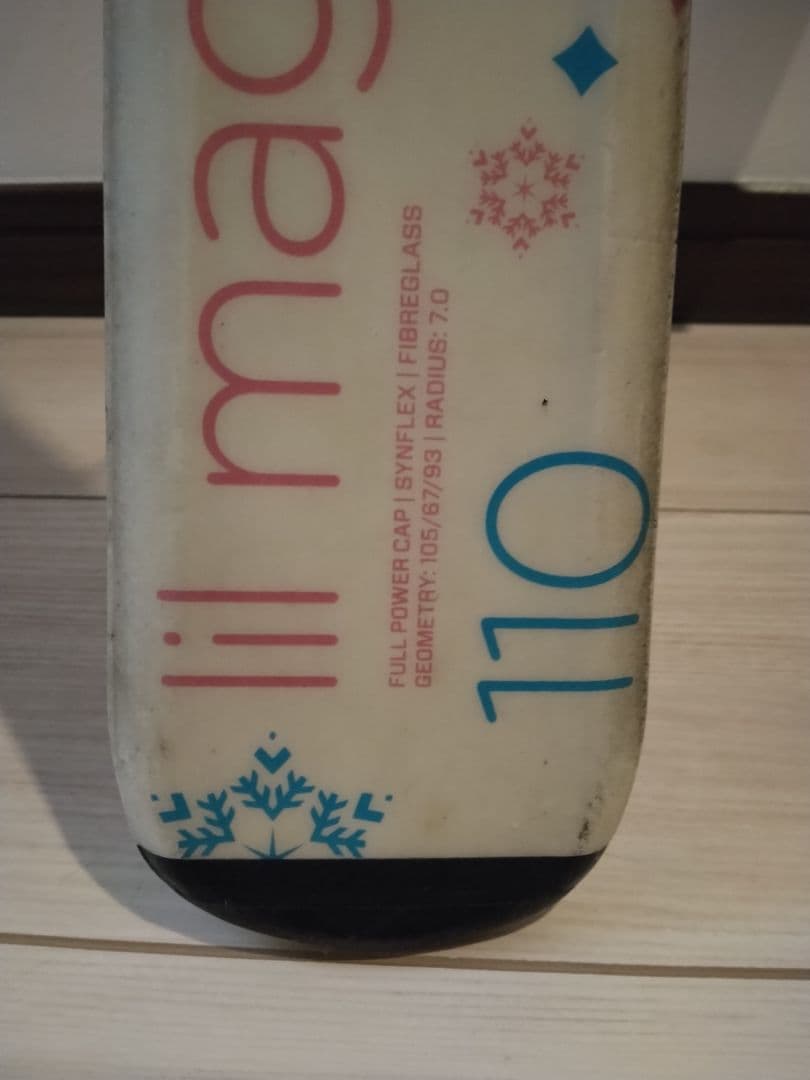 lil mag
FULL POWER CAP | SYNFLEX | FIBREGLASS
GEOMETRY: 105/67/93 | RADIUS: 7.0
110